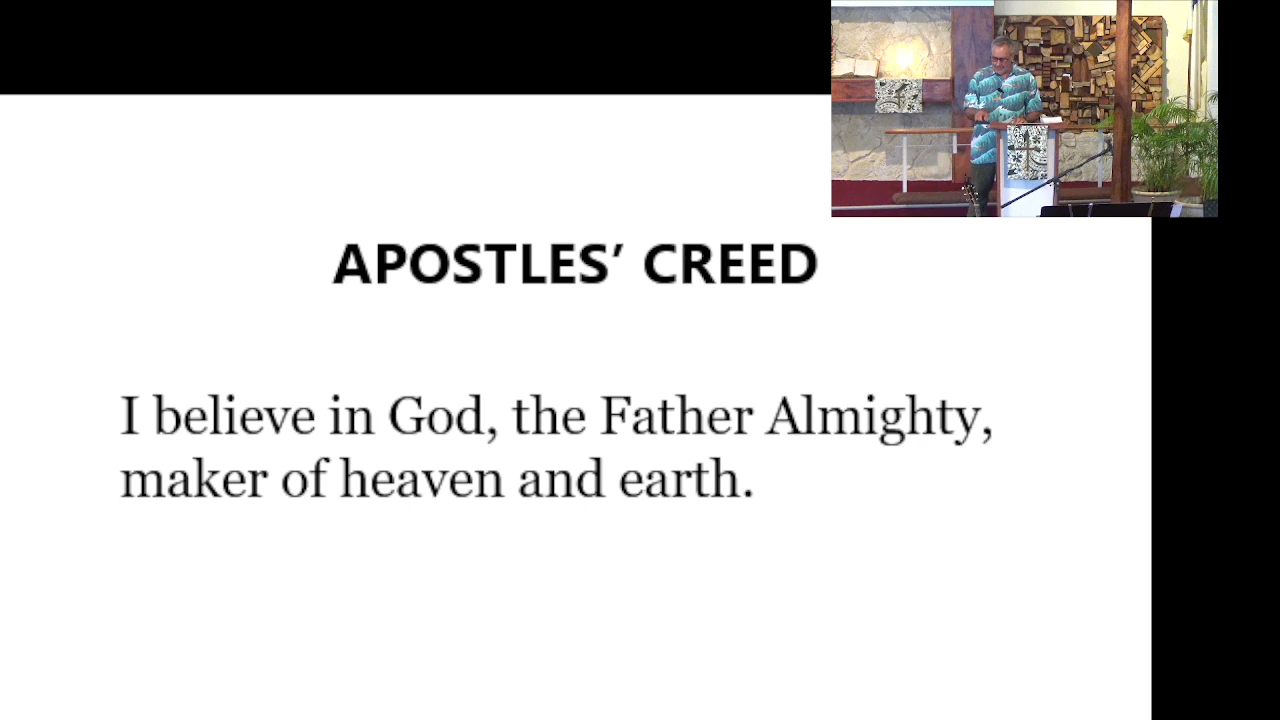 APOSTLES’ CREED
I believe in God, the Father Almighty,
maker of heaven and earth.